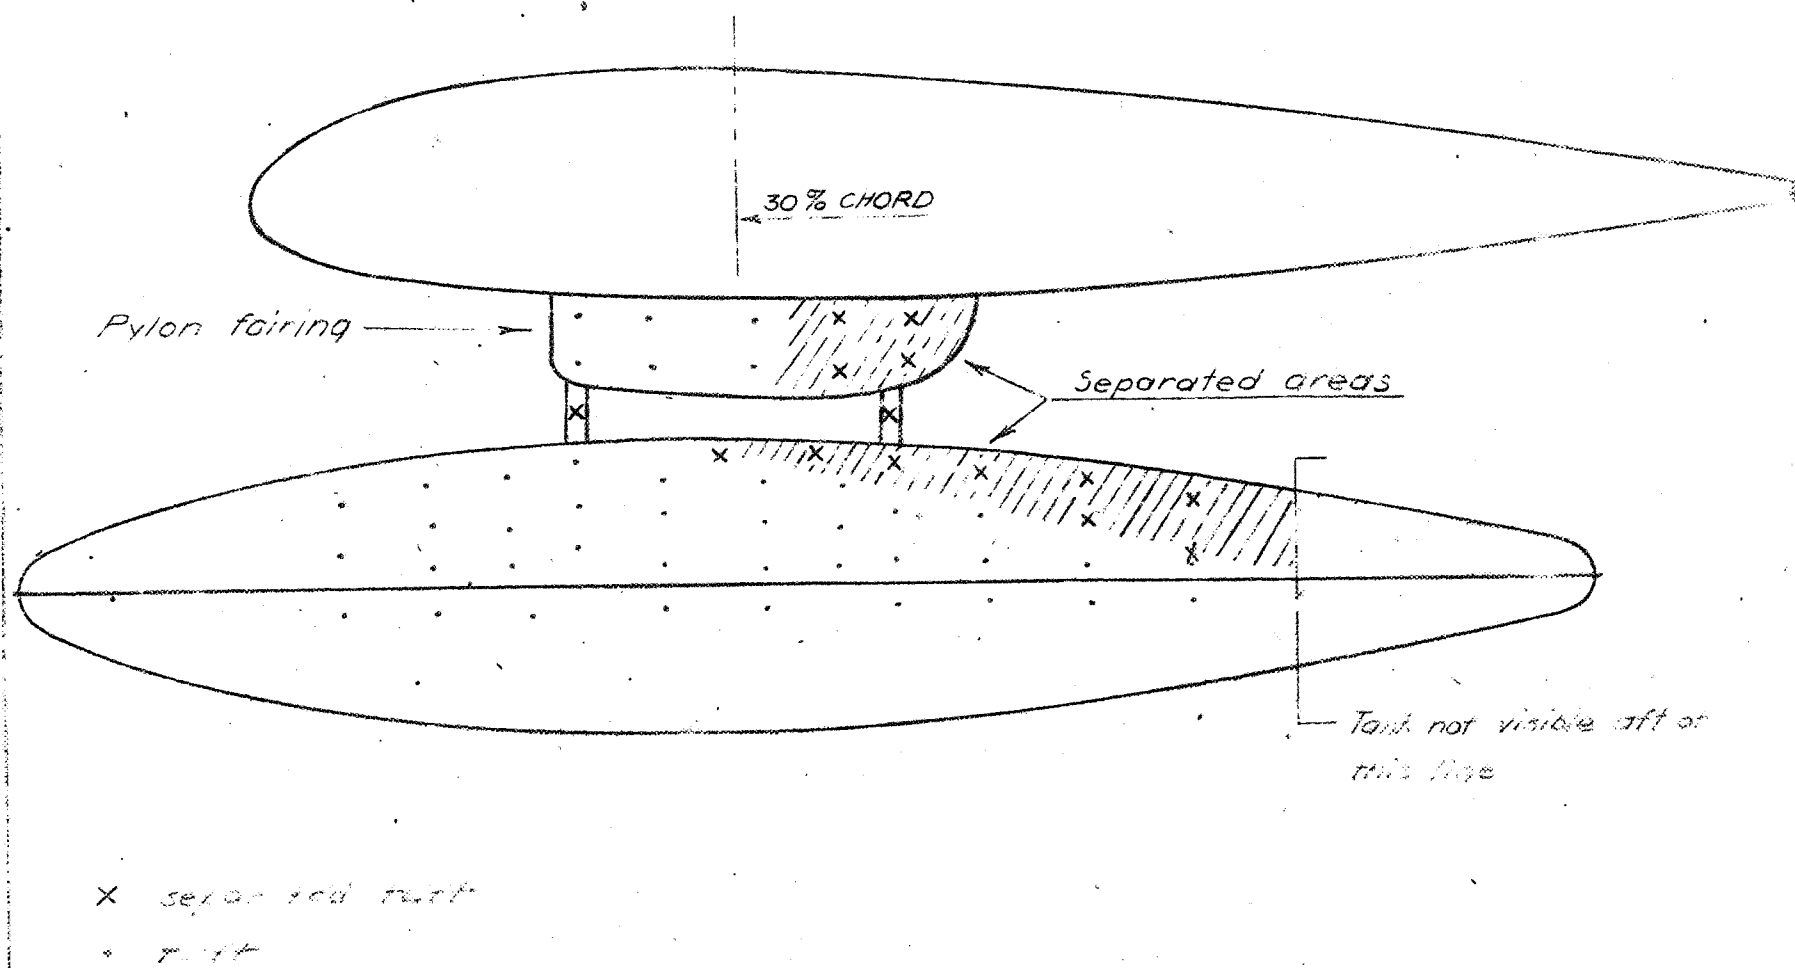 30% CHORD
Pylon fairing
Separated areas
Tank not visible aft of
this line
x separated tuft
• Tuft